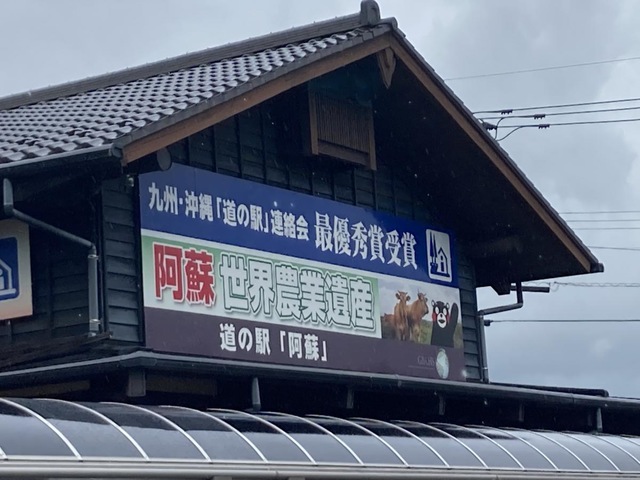 九州・沖縄「道の駅」連絡会 最優秀賞受賞
阿蘇 世界農業遺産
道の駅「阿蘇」